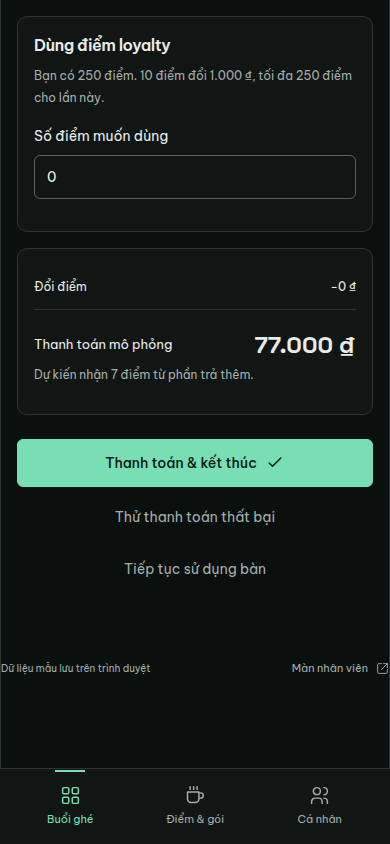 Dùng điểm loyalty
Bạn có 250 điểm. 10 điểm đổi 1.000 ₫, tối đa 250 điểm
cho lần này.
Số điểm muốn dùng
0
Đổi điểm −0 ₫
Thanh toán mô phỏng 77.000 ₫
Dự kiến nhận 7 điểm từ phần trả thêm.
Thanh toán & kết thúc
Thử thanh toán thất bại
Tiếp tục sử dụng bàn
Dữ liệu mẫu lưu trên trình duyệt Màn nhân viên
Buổi ghé Điểm & gói Cá nhân